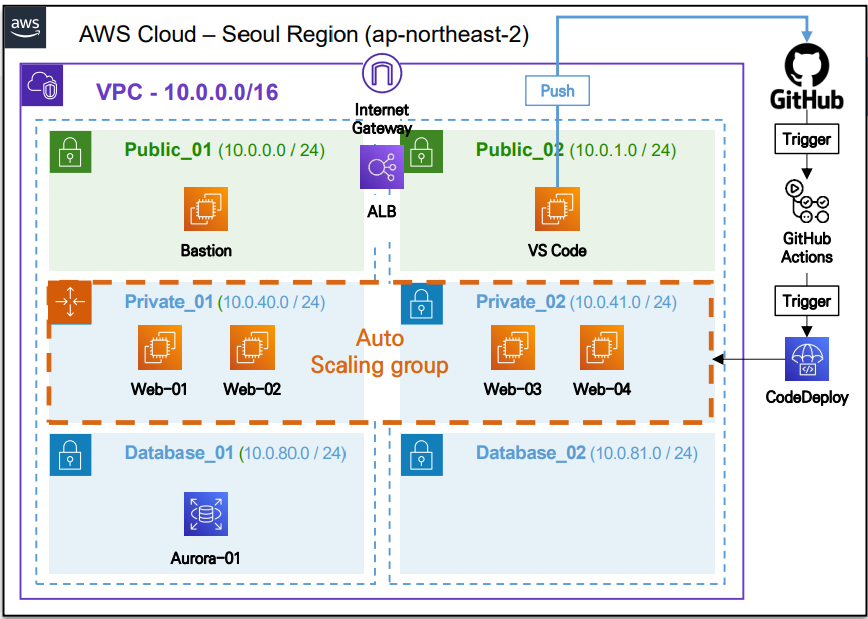 aws
AWS Cloud – Seoul Region (ap-northeast-2)
VPC - 10.0.0.0/16
Internet
Gateway
Push
GitHub
Trigger
Public_01 (10.0.0.0 / 24)
Public_02 (10.0.1.0 / 24)
ALB
Bastion
VS Code
GitHub
Actions
Trigger
Private_01 (10.0.40.0 / 24)
Private_02 (10.0.41.0 / 24)
Auto
Scaling group
Web-01
Web-02
Web-03
Web-04
CodeDeploy
Database_01 (10.0.80.0 / 24)
Database_02 (10.0.81.0 / 24)
Aurora-01